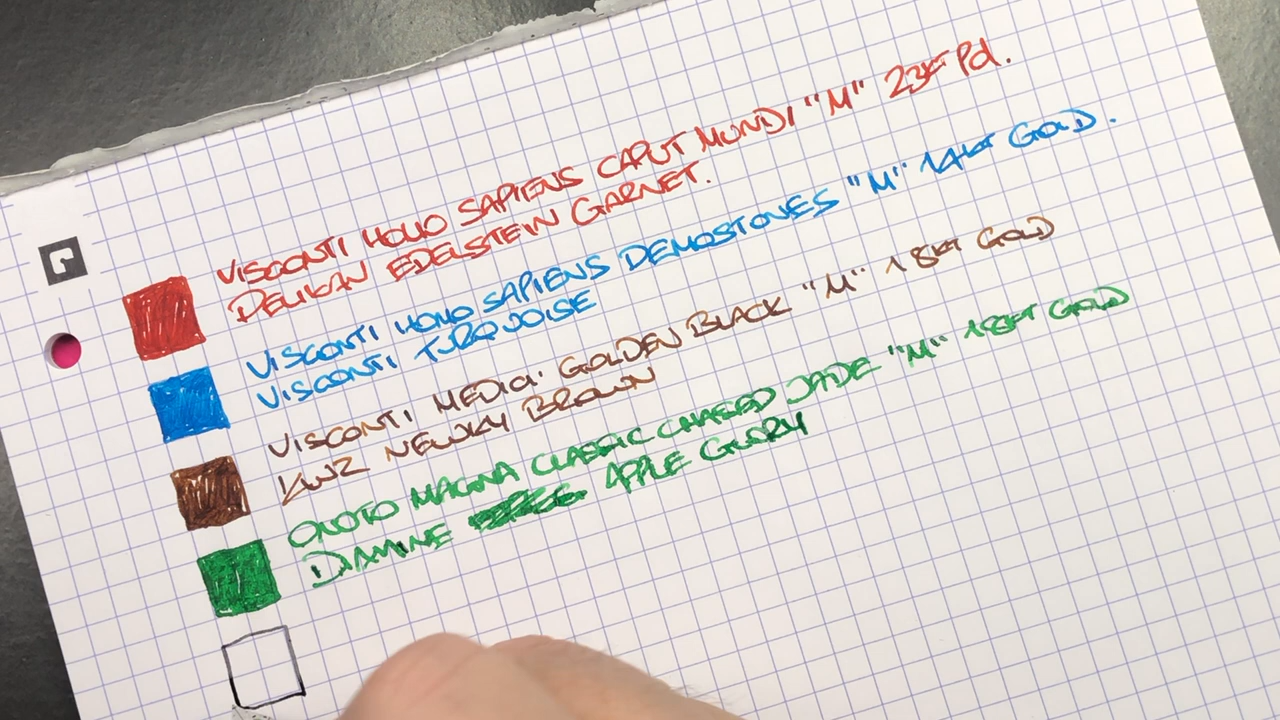 VISCONTI HOMO SAPIENS CAPUT MUNDI "M" 23KT Pd.
PELIKAN EDELSTEIN GARNET.
VISCONTI HOMO SAPIENS DEMOSTONES "M" 14KT GOLD.
VISCONTI TURQUOISE
VISCONTI MEDICI GOLDEN BLACK "M" 18KT GOLD
KWZ BROWN
ONOTO MAGNA CLASSIC CHASED JADE "M" 18KT GOLD
DIAMINE APPLE GLORY